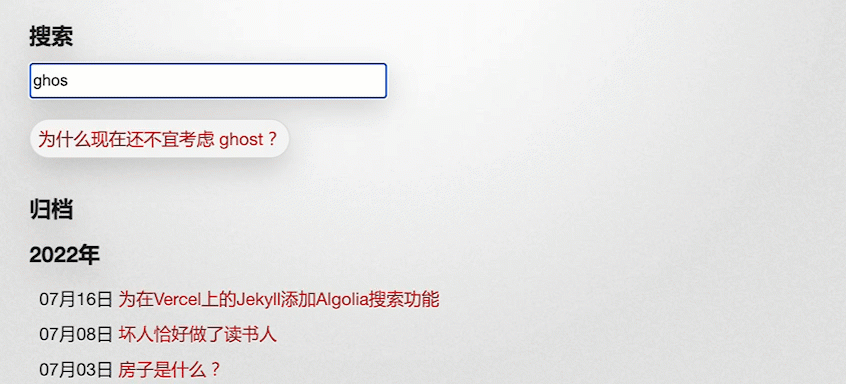 搜索
ghos
为什么现在还不宜考虑 ghost？
归档
2022年
07月16日 为在Vercel上的Jekyll添加Algolia搜索功能
07月08日 坏人恰好做了读书人
07月03日 房子是什么？